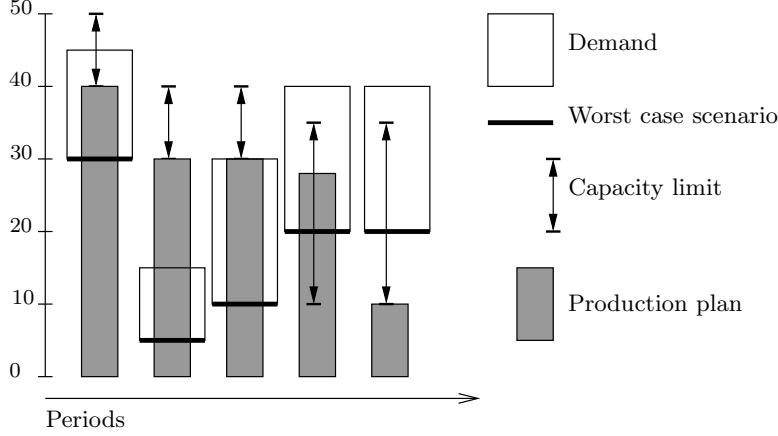 50
40
30
20
10
0
Periods
Demand
Worst case scenario
Capacity limit
Production plan